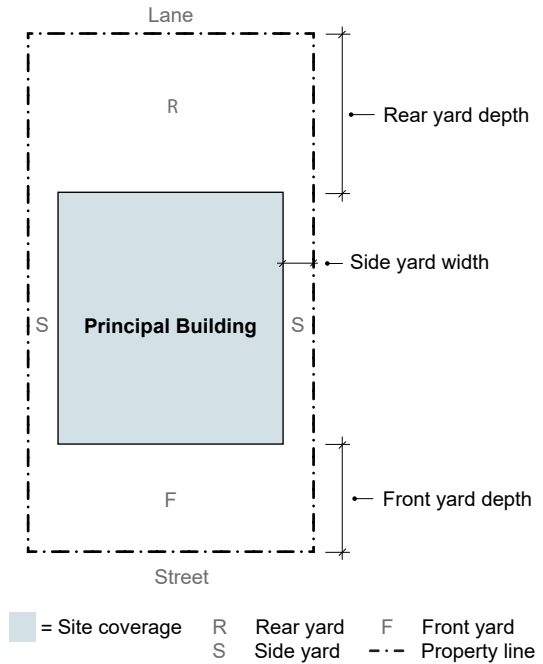 Lane
R
Rear yard depth
Side yard width
S
Principal Building
S
F
Front yard depth
Street
= Site coverage R Rear yard F Front yard
S Side yard Property line